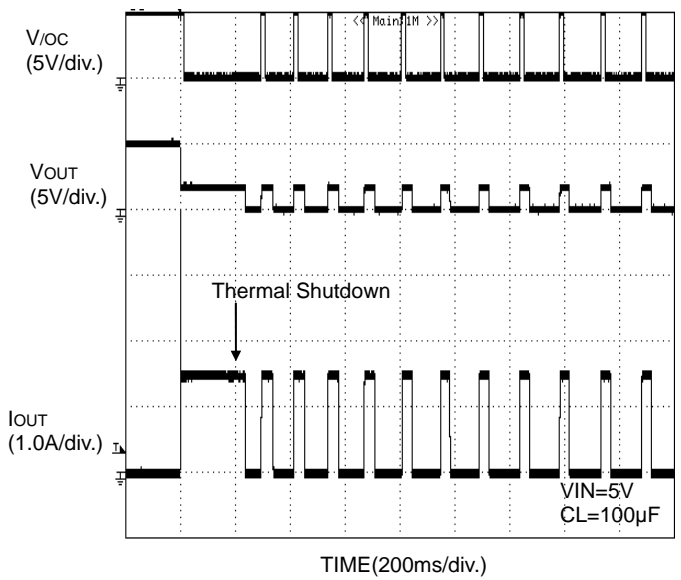 << Main:1M >>
V/OC
(5V/div.)
VOUT
(5V/div.)
Thermal Shutdown
IOUT
(1.0A/div.)
T
VIN=5V
CL=100µF
TIME(200ms/div.)